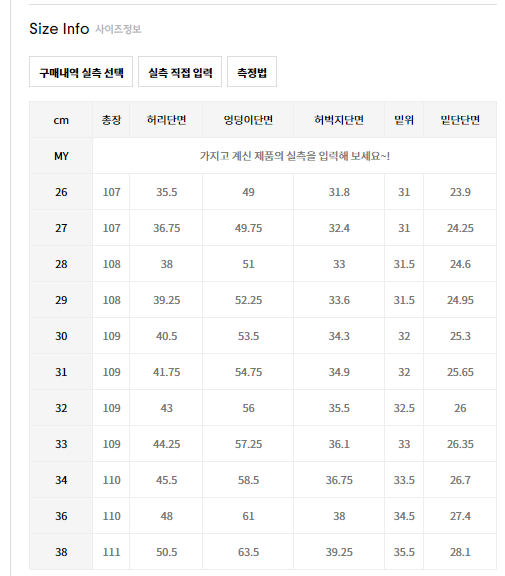 Size Info 사이즈정보
구매내역 실측 선택 실측 직접 입력 측정법
cm 총장 허리단면 엉덩이단면 허벅지단면 밑위 밑단단면
MY 가지고 계신 제품의 실측을 입력해 보세요~!
26 107 35.5 49 31.8 31 23.9
27 107 36.75 49.75 32.4 31 24.25
28 108 38 51 33 31.5 24.6
29 108 39.25 52.25 33.6 31.5 24.95
30 109 40.5 53.5 34.3 32 25.3
31 109 41.75 54.75 34.9 32 25.65
32 109 43 56 35.5 32.5 26
33 109 44.25 57.25 36.1 33 26.35
34 110 45.5 58.5 36.75 33.5 26.7
36 110 48 61 38 34.5 27.4
38 111 50.5 63.5 39.25 35.5 28.1